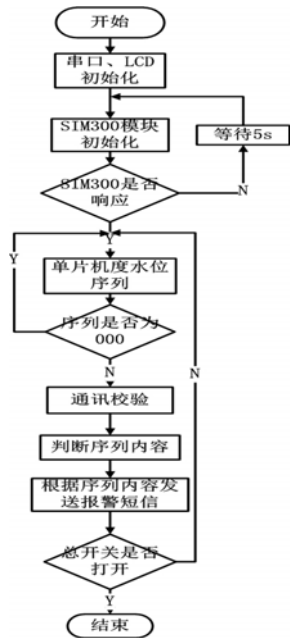 开始
串口、LCD
初始化
SIM300模块
初始化
等待5s
SIM300是否
响应
N
Y
Y
单片机度水位
序列
序列是否为
000
N
N
通讯校验
判断序列内容
根据序列内容发
送报警短信
总开关是否
打开
Y
结束